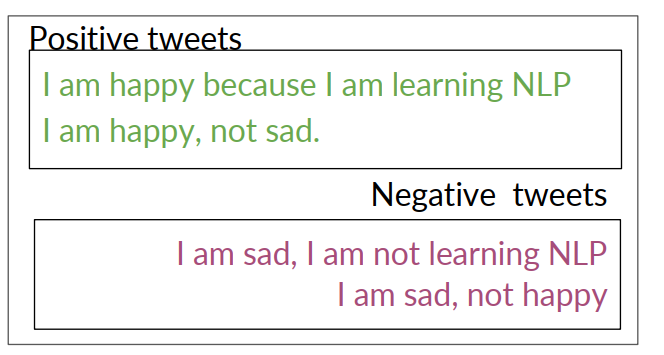 Positive tweets
I am happy because I am learning NLP
I am happy, not sad.
Negative tweets
I am sad, I am not learning NLP
I am sad, not happy